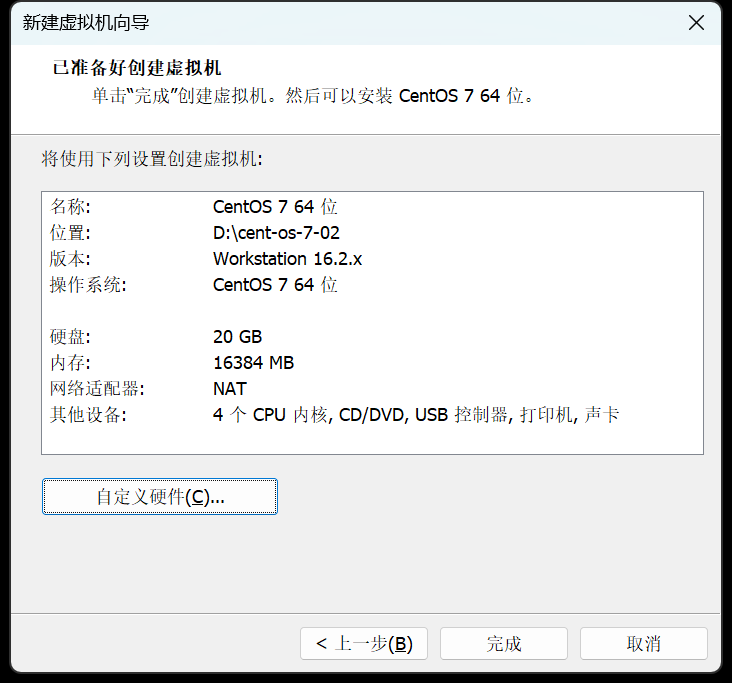 新建虚拟机向导
已准备好创建虚拟机
单击“完成”创建虚拟机。然后可以安装 CentOS 7 64 位。
将使用下列设置创建虚拟机:
名称: CentOS 7 64 位
位置: D:\cent-os-7-02
版本: Workstation 16.2.x
操作系统: CentOS 7 64 位
硬盘: 20 GB
内存: 16384 MB
网络适配器: NAT
其他设备: 4 个 CPU 内核, CD/DVD, USB 控制器, 打印机, 声卡
自定义硬件(C)...
< 上一步(B) 完成 取消